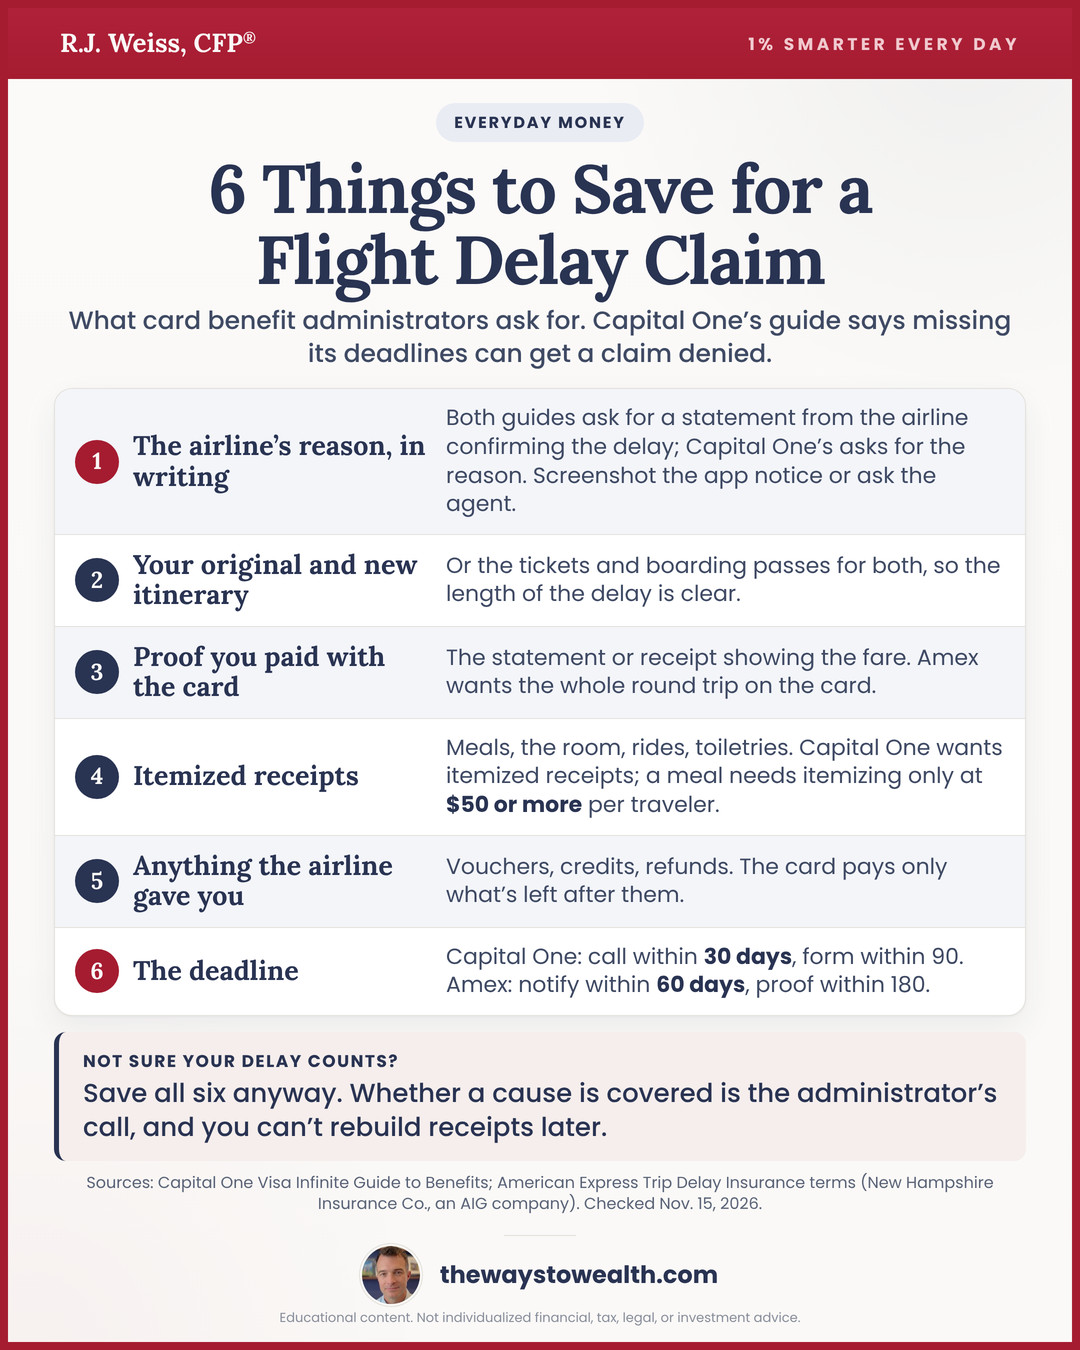 R.J. Weiss, CFP®
1% SMARTER EVERY DAY
EVERYDAY MONEY
6 Things to Save for a
Flight Delay Claim
What card benefit administrators ask for. Capital One’s guide says missing
its deadlines can get a claim denied.
1
The airline’s reason, in
writing
Both guides ask for a statement from the airline
confirming the delay; Capital One’s asks for the
reason. Screenshot the app notice or ask the
agent.
2
Your original and new
itinerary
Or the tickets and boarding passes for both, so the
length of the delay is clear.
3
Proof you paid with
the card
The statement or receipt showing the fare. Amex
wants the whole round trip on the card.
4
Itemized receipts
Meals, the room, rides, toiletries. Capital One wants
itemized receipts; a meal needs itemizing only at
$50 or more per traveler.
5
Anything the airline
gave you
Vouchers, credits, refunds. The card pays only
what’s left after them.
6
The deadline
Capital One: call within 30 days, form within 90.
Amex: notify within 60 days, proof within 180.
NOT SURE YOUR DELAY COUNTS?
Save all six anyway. Whether a cause is covered is the administrator’s
call, and you can’t rebuild receipts later.
Sources: Capital One Visa Infinite Guide to Benefits; American Express Trip Delay Insurance terms (New Hampshire
Insurance Co., an AIG company). Checked Nov. 15, 2026.
thewaystowealth.com
Educational content. Not individualized financial, tax, legal, or investment advice.